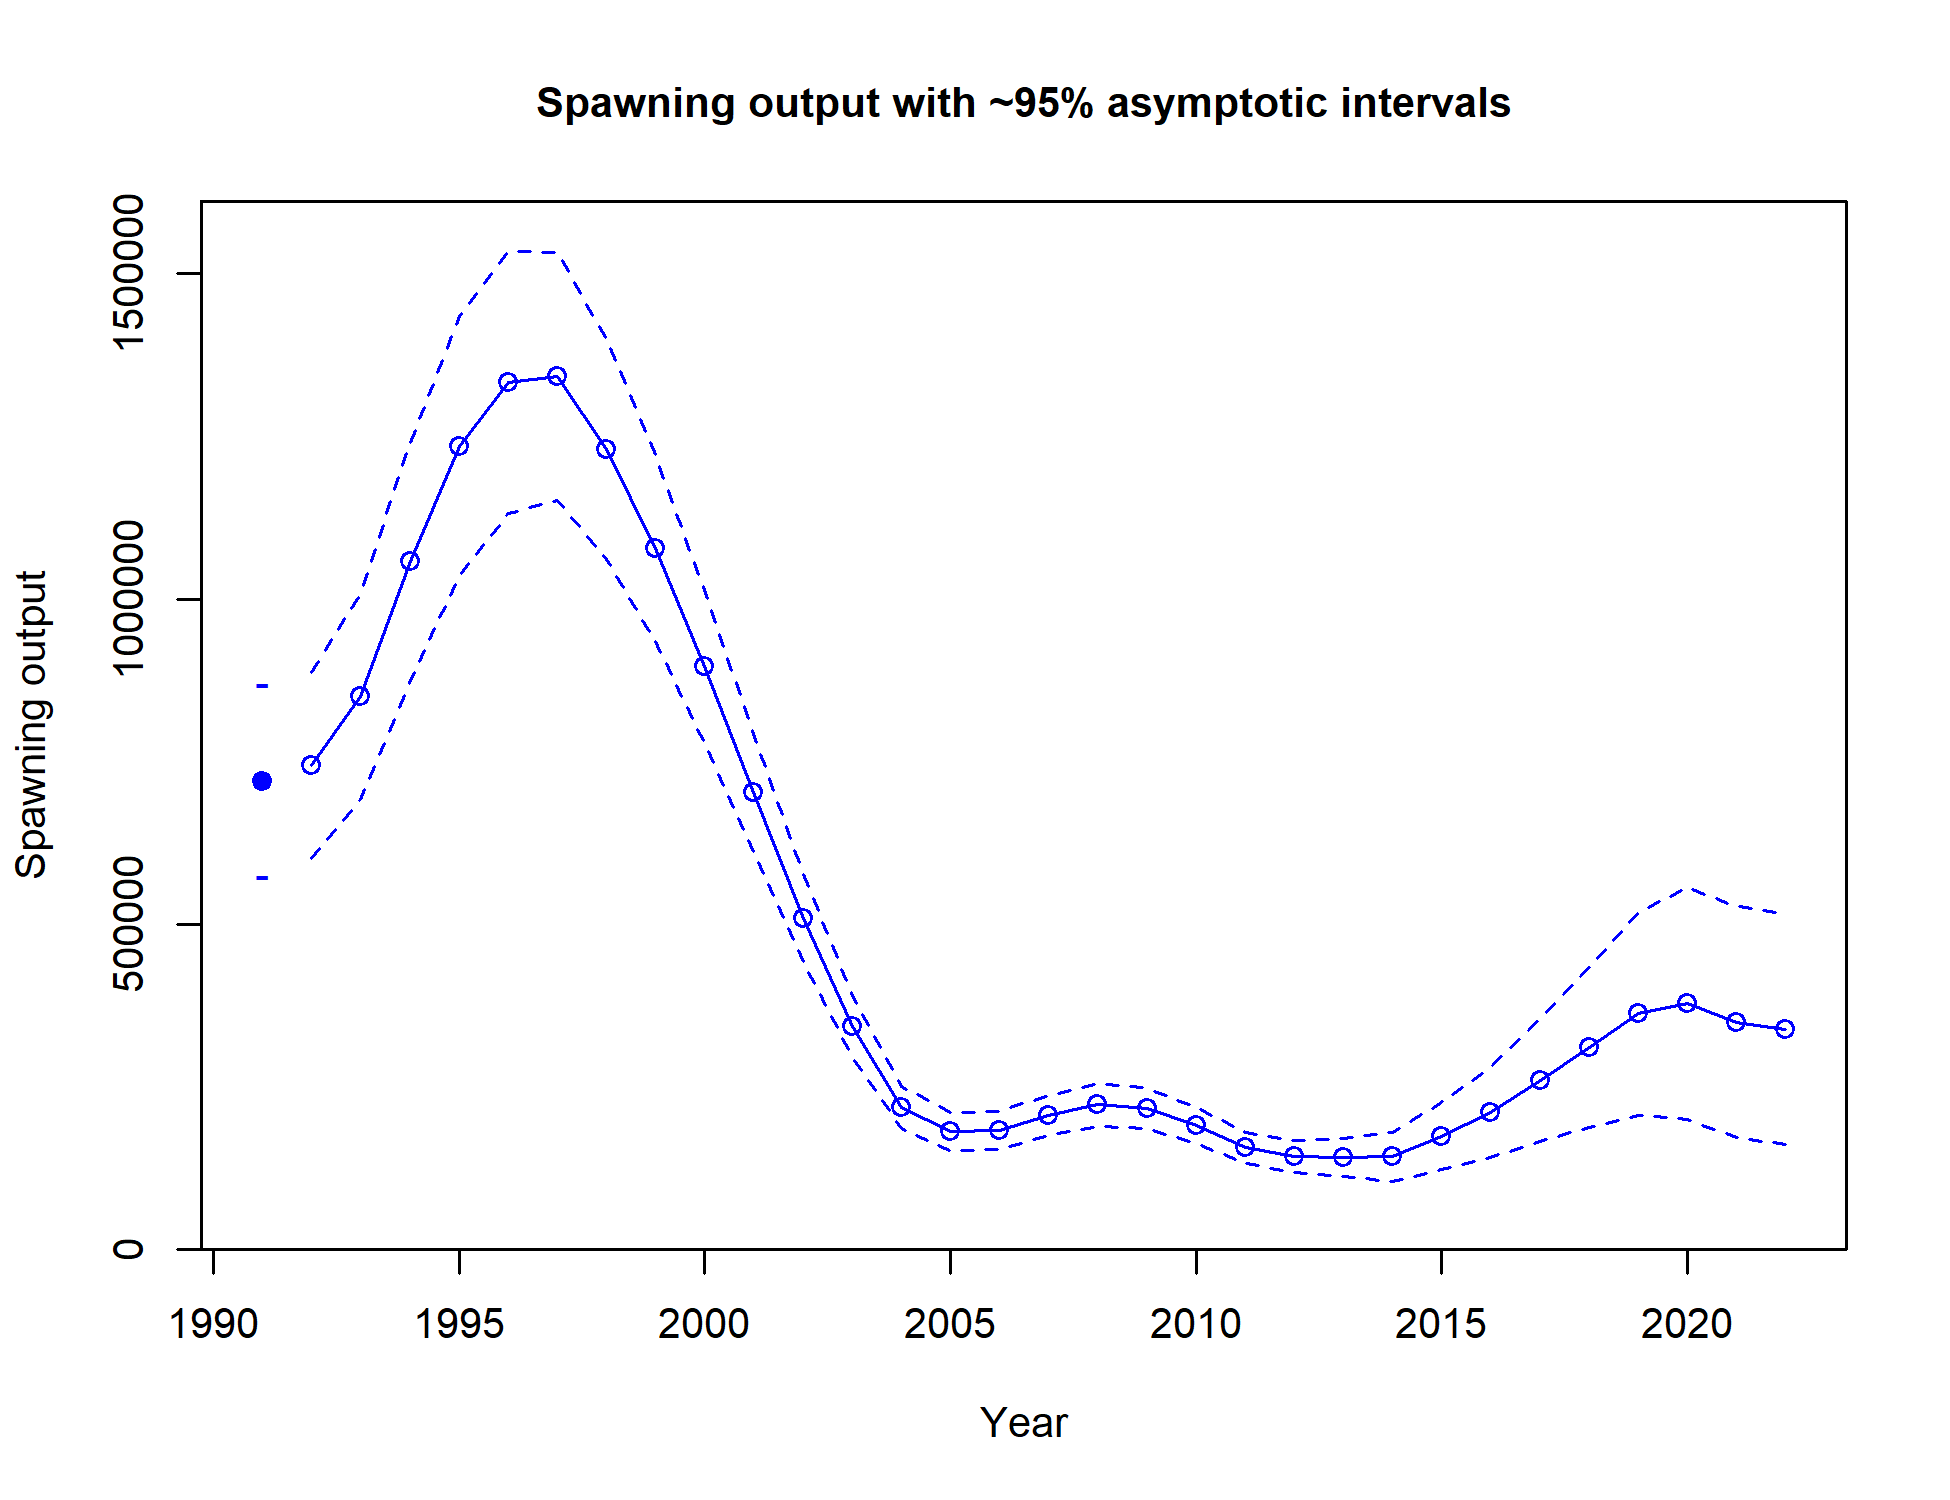 Spawning output with ~95% asymptotic intervals
Spawning output
1500000
1000000
500000
0
1990 1995 2000 2005 2010 2015 2020
Year